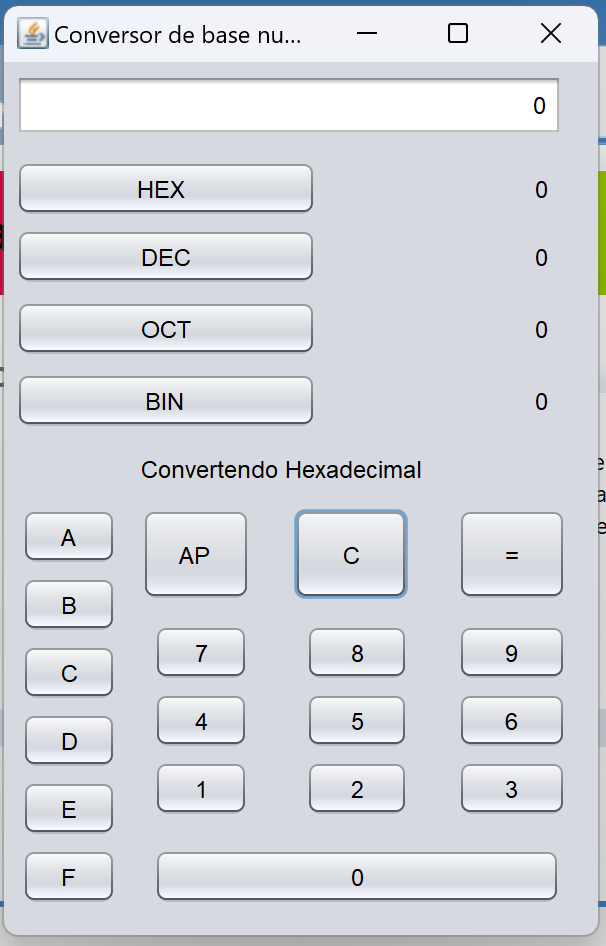 Conversor de base nu...
0
HEX 0
DEC 0
OCT 0
BIN 0
Convertendo Hexadecimal
A AP C =
B
7 8 9
C
4 5 6
D
1 2 3
E
F 0